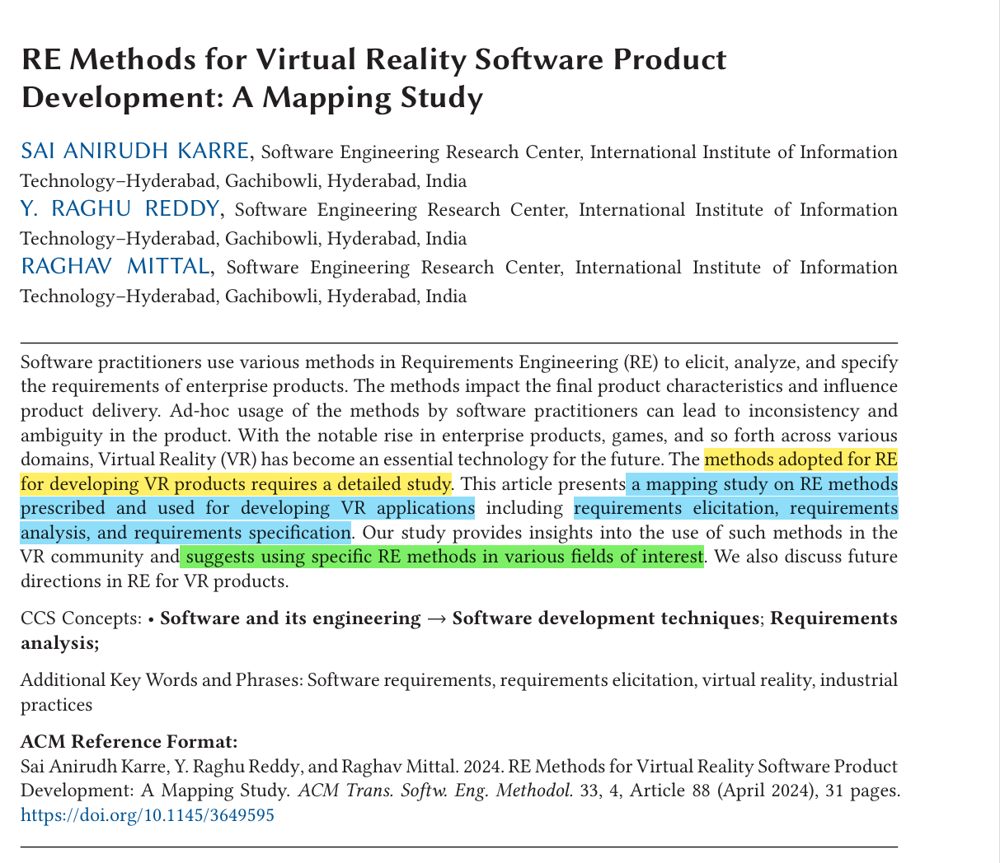 RE Methods for Virtual Reality Software Product
Development: A Mapping Study
SAI ANIRUDH KARRE, Software Engineering Research Center, International Institute of Information
Technology–Hyderabad, Gachibowli, Hyderabad, India
Y. RAGHU REDDY, Software Engineering Research Center, International Institute of Information
Technology–Hyderabad, Gachibowli, Hyderabad, India
RAGHAV MITTAL, Software Engineering Research Center, International Institute of Information
Technology–Hyderabad, Gachibowli, Hyderabad, India
Software practitioners use various methods in Requirements Engineering (RE) to elicit, analyze, and specify
the requirements of enterprise products. The methods impact the final product characteristics and influence
product delivery. Ad-hoc usage of the methods by software practitioners can lead to inconsistency and
ambiguity in the product. With the notable rise in enterprise products, games, and so forth across various
domains, Virtual Reality (VR) has become an essential technology for the future. The methods adopted for RE
for developing VR products requires a detailed study. This article presents a mapping study on RE methods
prescribed and used for developing VR applications including requirements elicitation, requirements
analysis, and requirements specification. Our study provides insights into the use of such methods in the
VR community and suggests using specific RE methods in various fields of interest. We also discuss future
directions in RE for VR products.
CCS Concepts: • Software and its engineering → Software development techniques; Requirements
analysis;
Additional Key Words and Phrases: Software requirements, requirements elicitation, virtual reality, industrial
practices
ACM Reference Format:
Sai Anirudh Karre, Y. Raghu Reddy, and Raghav Mittal. 2024. RE Methods for Virtual Reality Software Product
Development: A Mapping Study. ACM Trans. Softw. Eng. Methodol. 33, 4, Article 88 (April 2024), 31 pages.
https://doi.org/10.1145/3649595